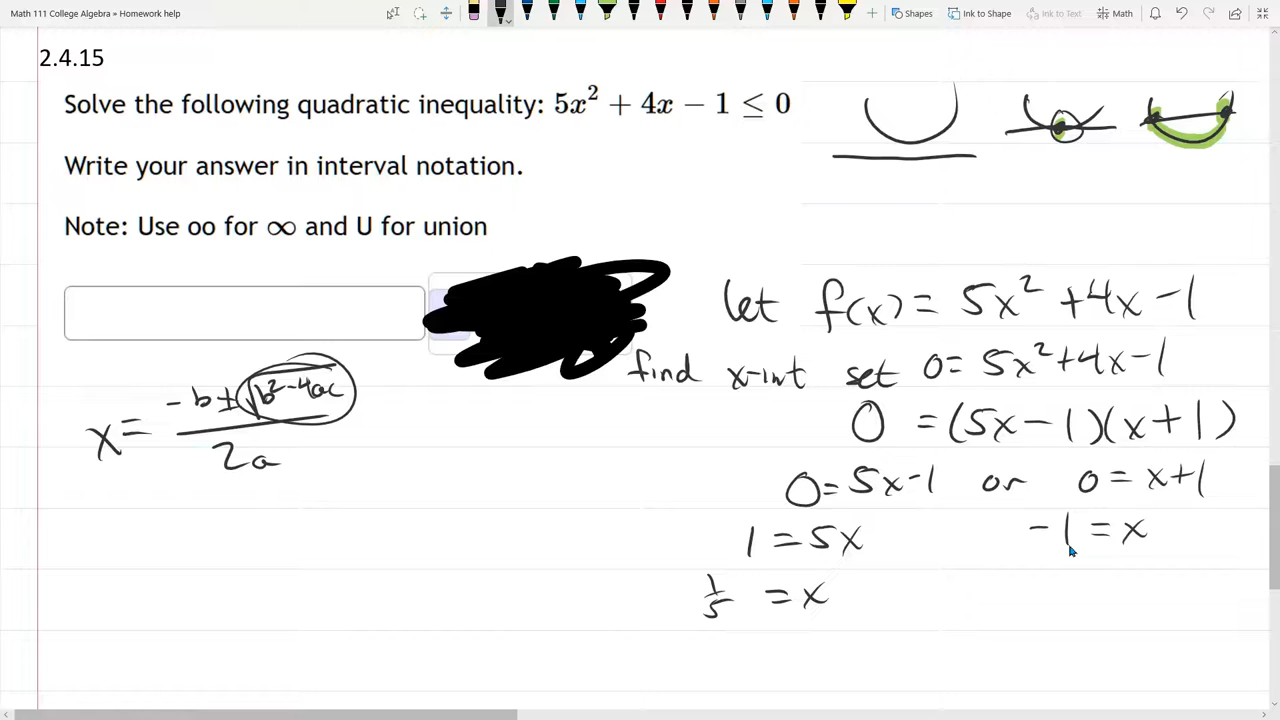 Math 111 College Algebra » Homework help
Shapes Ink to Shape Ink to Text Math
2.4.15
Solve the following quadratic inequality: 5x² + 4x − 1 ≤ 0
Write your answer in interval notation.
Note: Use oo for ∞ and U for union
let f(x) = 5x² + 4x − 1
find x-int set 0 = 5x² + 4x − 1
0 = (5x − 1)(x + 1)
0 = 5x − 1 or 0 = x + 1
1 = 5x −1 = x
1/5 = x
x = (−b ± √(b² − 4ac)) / 2a